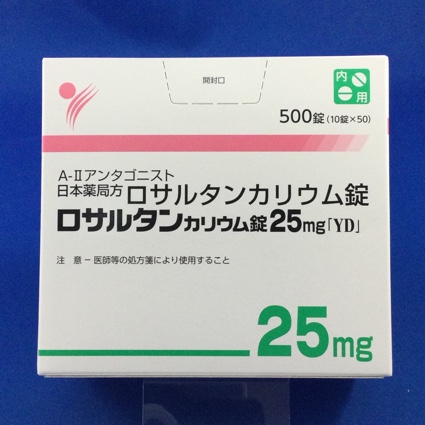 開封口
内用
500錠(10錠×50)
A-Ⅱアンタゴニスト
日本薬局方 ロサルタンカリウム錠
ロサルタンカリウム錠25mg「YD」
注 意 − 医師等の処方箋により使用すること
25mg